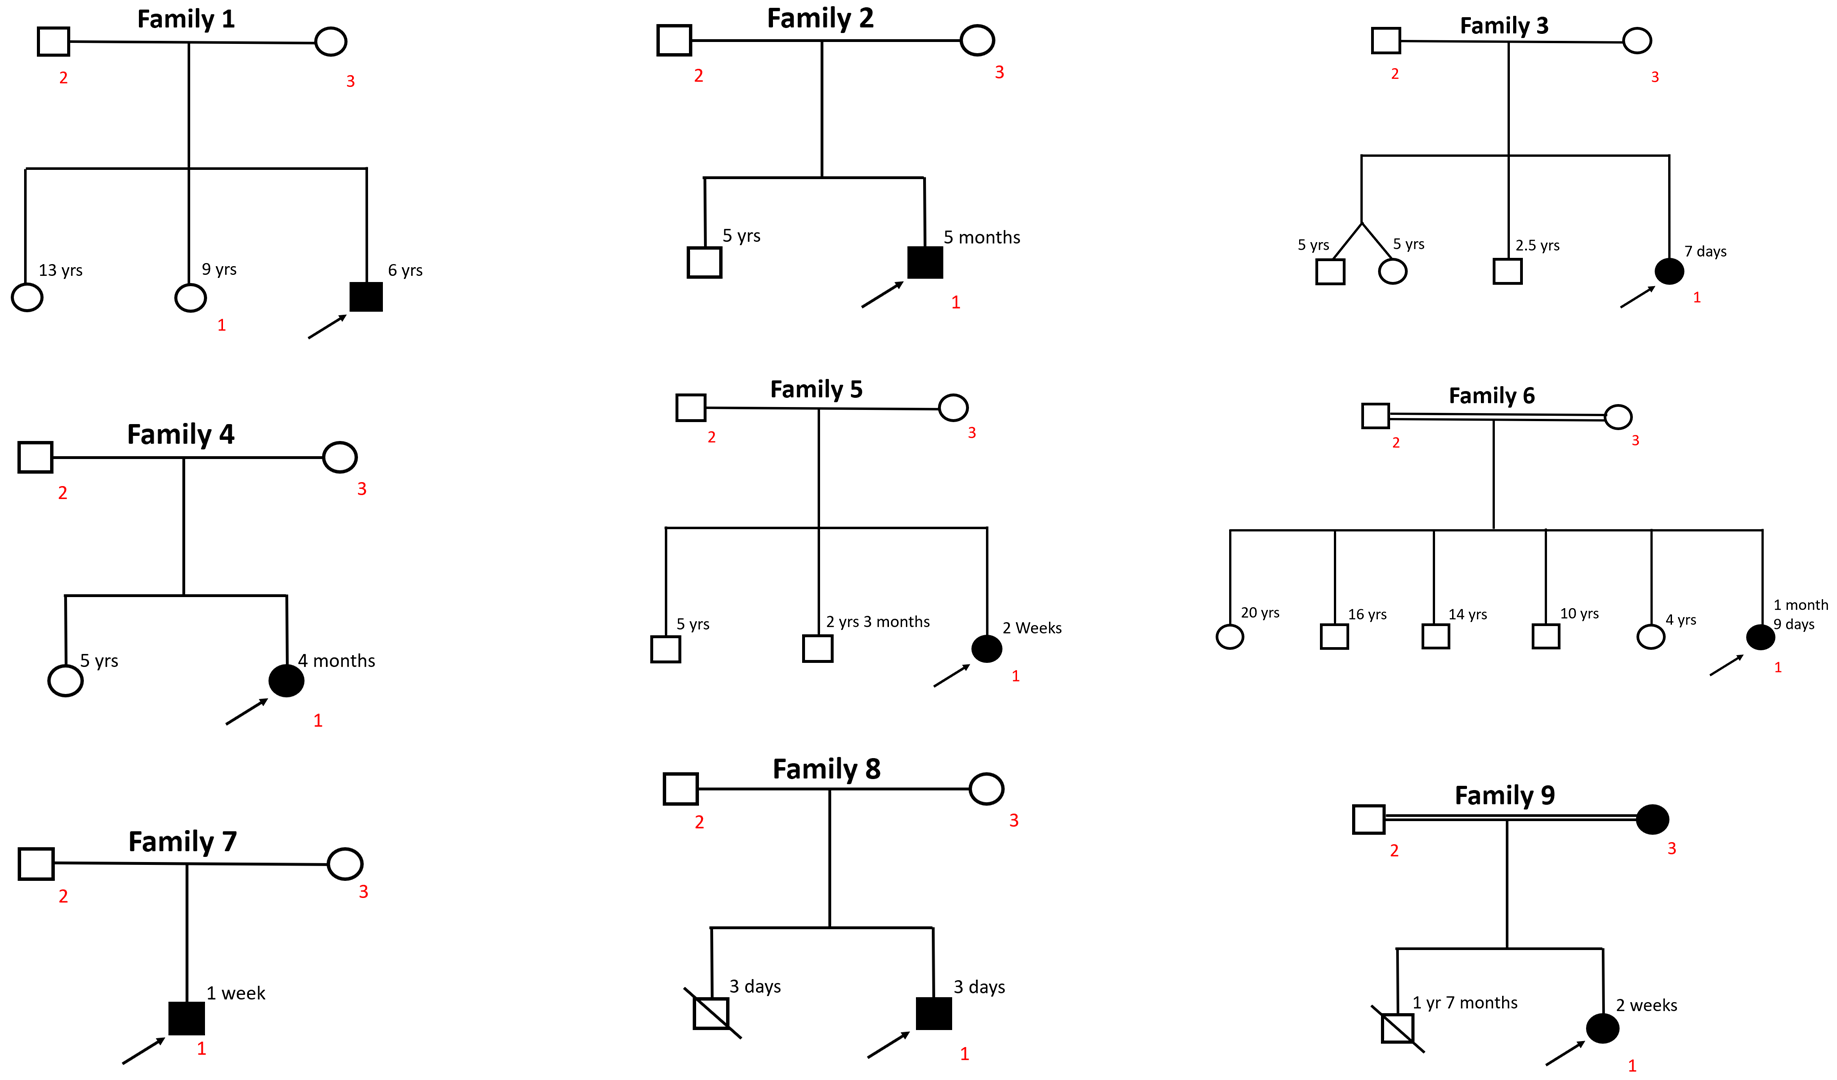 Family 1
2
3
13 yrs
9 yrs
6 yrs
1
Family 2
2
3
5 yrs
5 months
1
Family 3
2
3
5 yrs
5 yrs
2.5 yrs
7 days
1
Family 4
2
3
5 yrs
4 months
1
Family 5
2
3
5 yrs
2 yrs 3 months
2 Weeks
1
Family 6
2
3
20 yrs
16 yrs
14 yrs
10 yrs
4 yrs
1 month
9 days
1
Family 7
2
3
1 week
1
Family 8
2
3
3 days
3 days
1
Family 9
2
3
1 yr 7 months
2 weeks
1